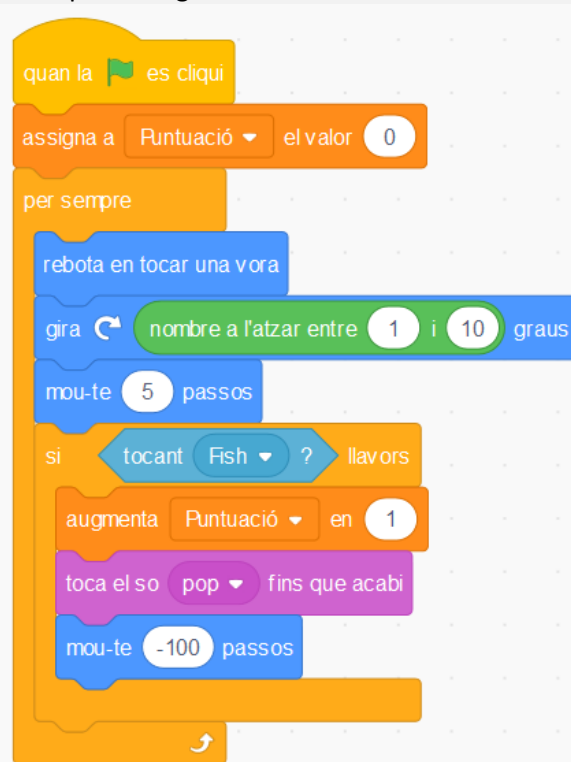 quan la es cliqui
assigna a Puntuació el valor 0
per sempre
rebota en tocar una vora
gira nombre a l'atzar entre 1 i 10 graus
mou-te 5 passos
si tocant Fish ? llavors
augmenta Puntuació en 1
toca el so pop fins que acabi
mou-te -100 passos